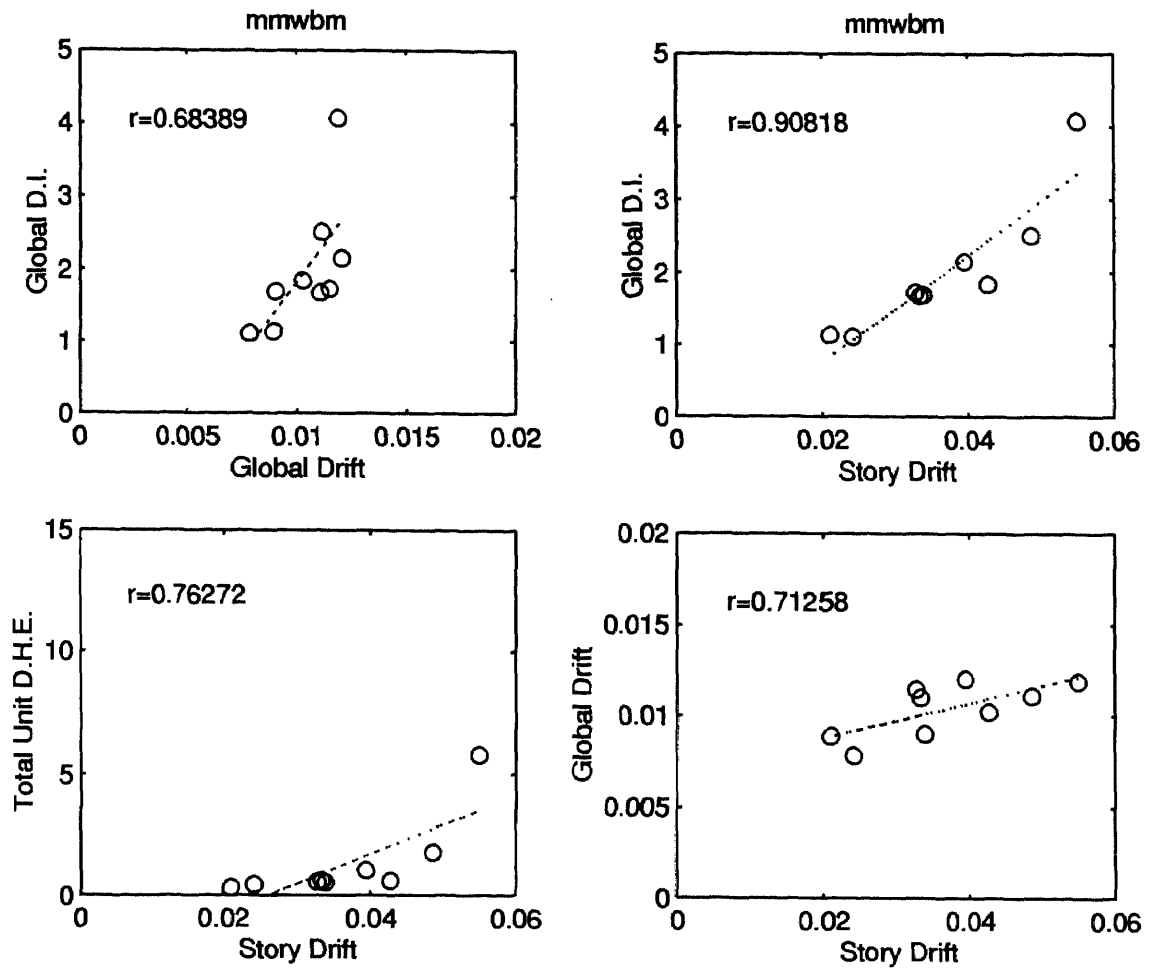 mmwbm
5
4
3
2
1
0
r=0.68389
Global D.I.
0 0.005 0.01 0.015 0.02
Global Drift
mmwbm
5
4
3
2
1
0
r=0.90818
Global D.I.
0 0.02 0.04 0.06
Story Drift
15
10
5
0
r=0.76272
Total Unit D.H.E.
0 0.02 0.04 0.06
Story Drift
0.02
0.015
0.01
0.005
0
r=0.71258
Global Drift
0 0.02 0.04 0.06
Story Drift